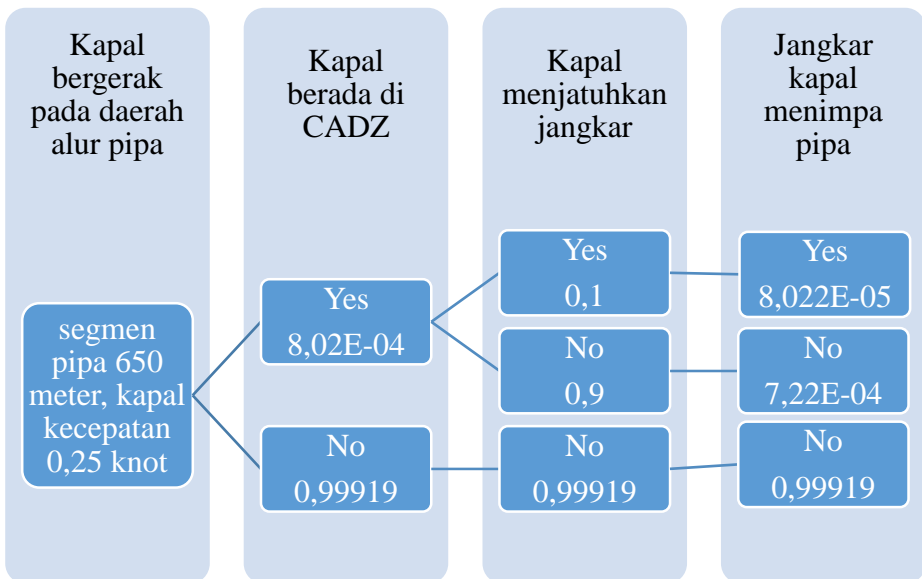 Kapal
bergerak
pada daerah
alur pipa
segmen
pipa 650
meter, kapal
kecepatan
0,25 knot
Kapal
berada di
CADZ
Yes
8,02E-04
No
0,99919
Kapal
menjatuhkan
jangkar
Yes
0,1
No
0,9
No
0,99919
Jangkar
kapal
menimpa
pipa
Yes
8,022E-05
No
7,22E-04
No
0,99919